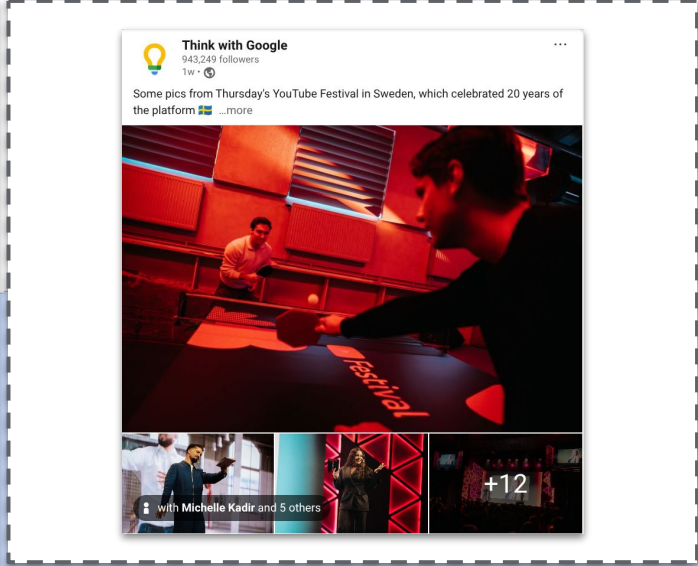 Think with Google
943,249 followers
1w •
Some pics from Thursday's YouTube Festival in Sweden, which celebrated 20 years of
the platform 🇸🇪 ...more
Festival
with Michelle Kadir and 5 others
+12